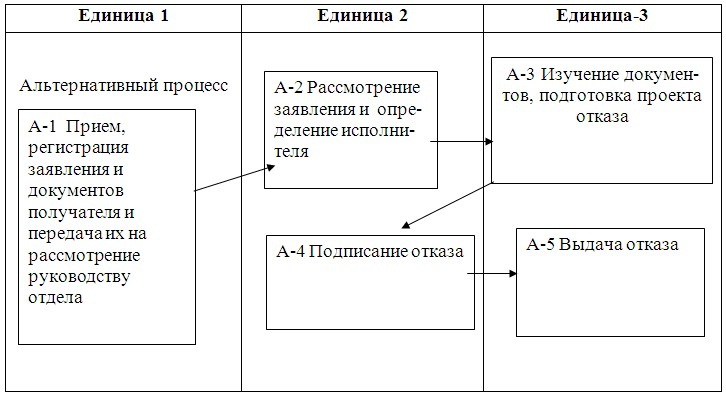 Единица 1
Единица 2
Единица-3
Альтернативный процесс
А-1 Прием,
регистрация
заявления и
документов
получателя и
передача их на
рассмотрение
руководству
отдела
А-2 Рассмотрение
заявления и опре-
деление исполни-
теля
А-3 Изучение докумен-
тов, подготовка проекта
отказа
А-4 Подписание отказа
А-5 Выдача отказа